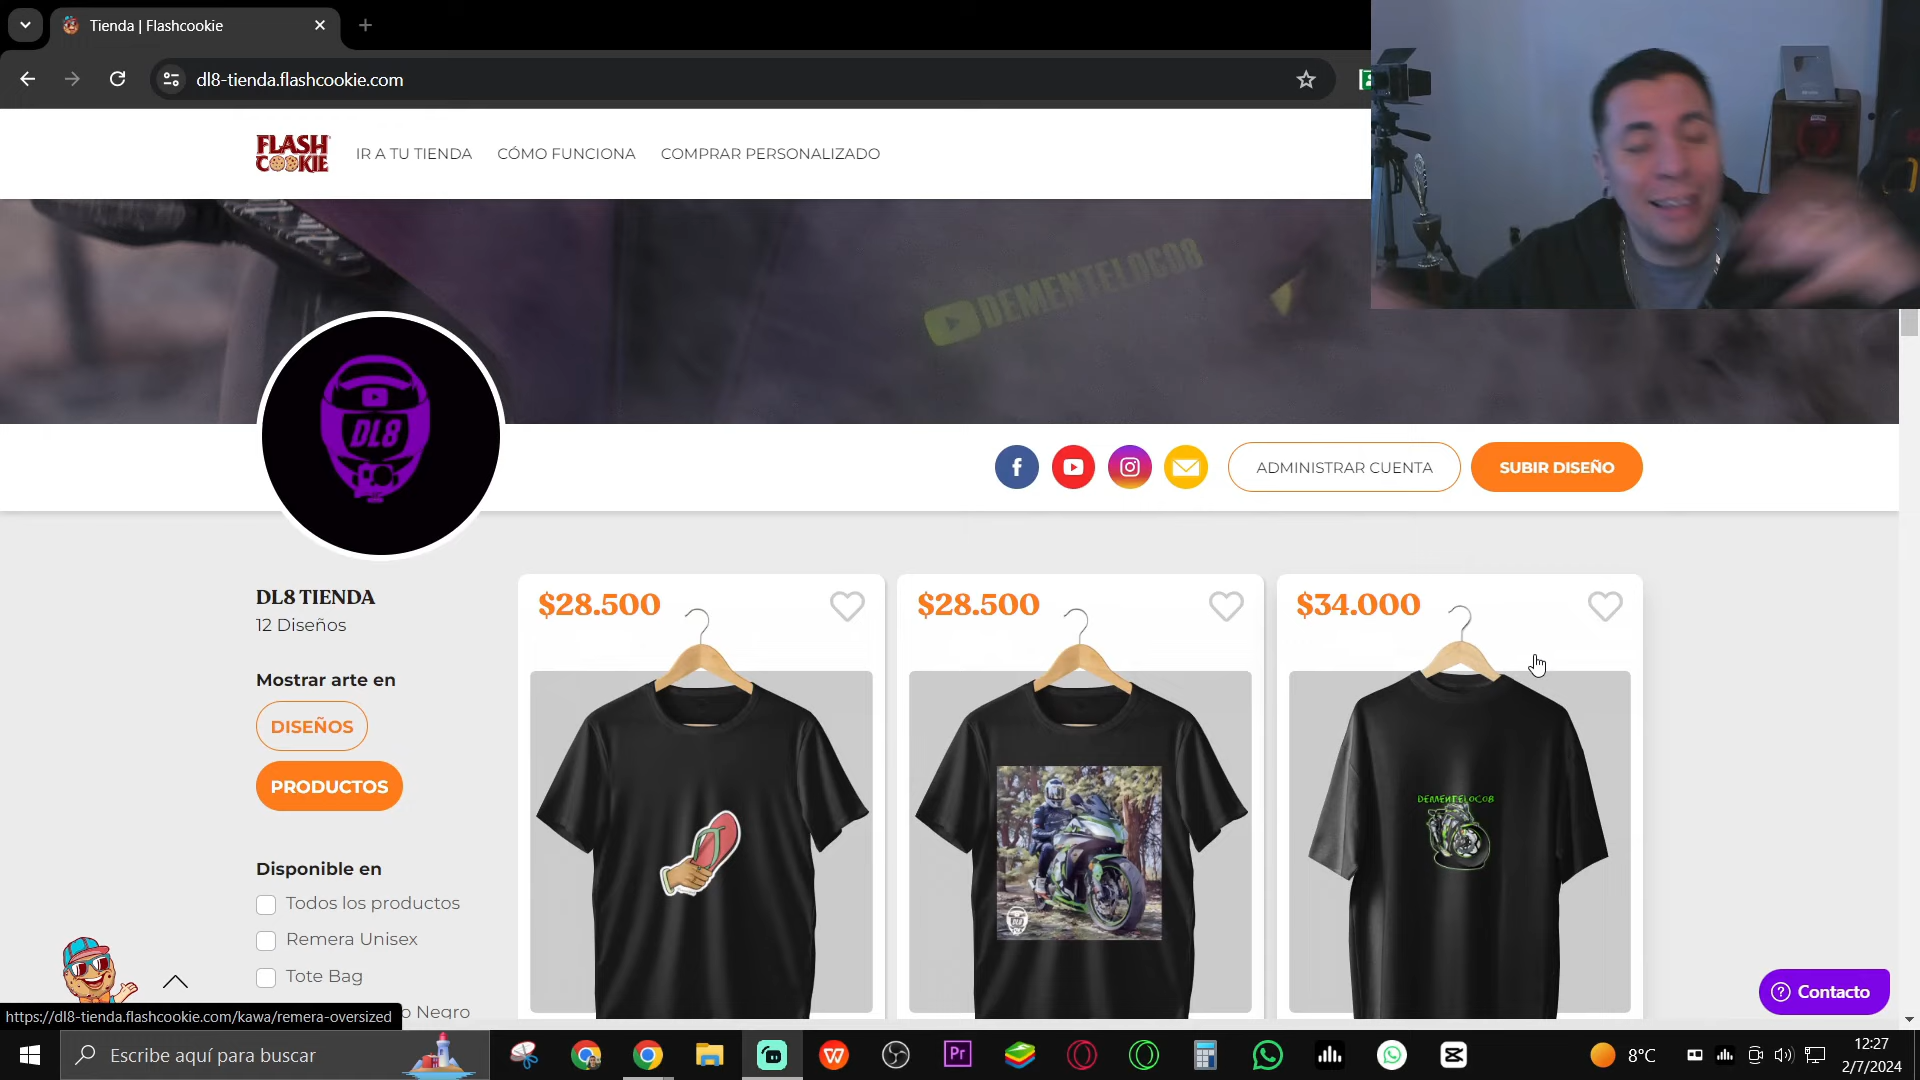 Tienda | Flashcookie
dl8-tienda.flashcookie.com
FLASH
COOKIE
IR A TU TIENDA
CÓMO FUNCIONA
COMPRAR PERSONALIZADO
DEMENTELOCO8
DL8
ADMINISTRAR CUENTA
SUBIR DISEÑO
DL8 TIENDA
12 Diseños
Mostrar arte en
DISEÑOS
PRODUCTOS
Disponible en
Todos los productos
Remera Unisex
Tote Bag
o Negro
$28.500
$28.500
$34.000
DEMENTELOCO8
DL8
Contacto
https://dl8-tienda.flashcookie.com/kawa/remera-oversized
Escribe aquí para buscar
Pr
8°C
12:27
2/7/2024